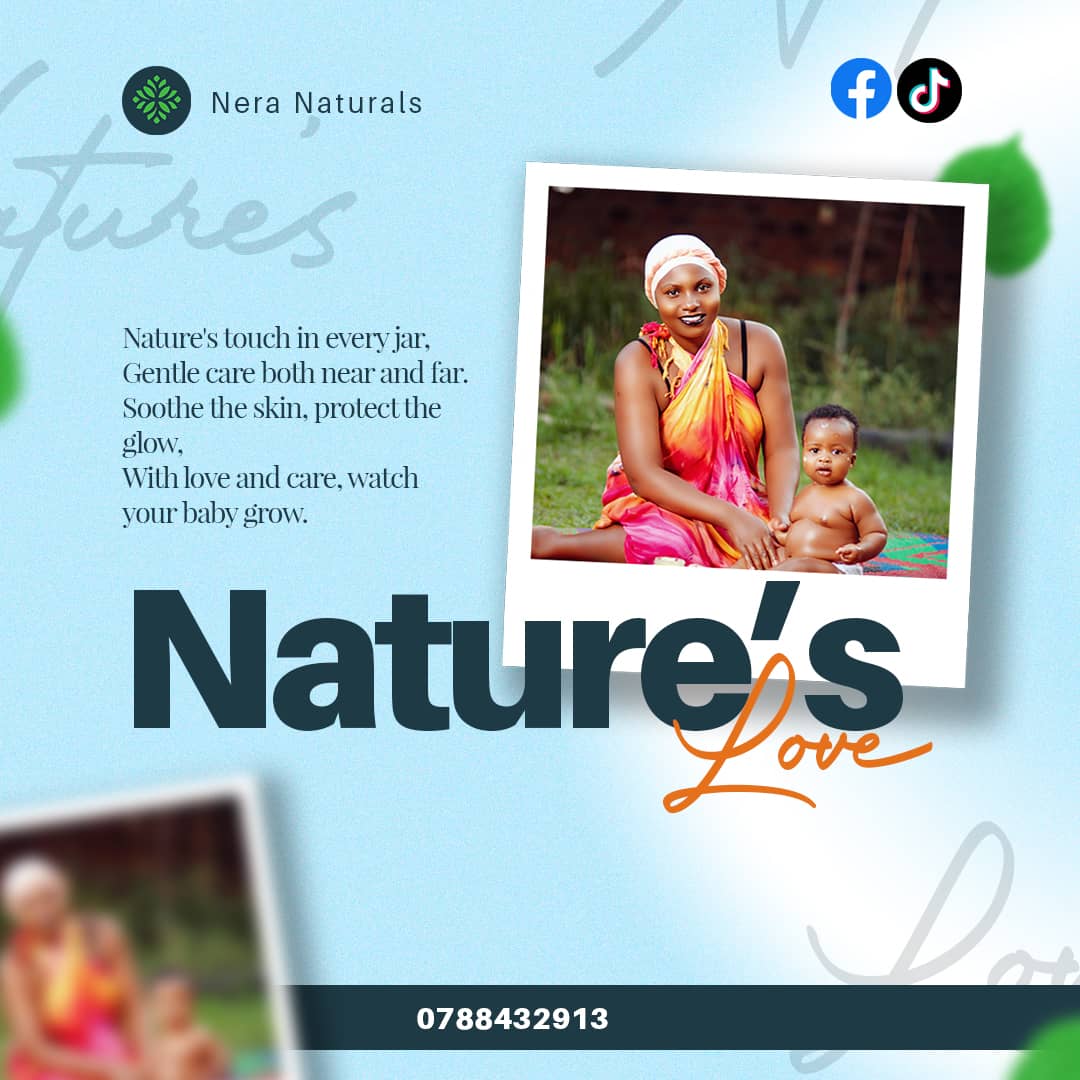 Nera Naturals
Nature's
Nature's touch in every jar,
Gentle care both near and far.
Soothe the skin, protect the
glow,
With love and care, watch
your baby grow.
Nature's
Love
0788432913